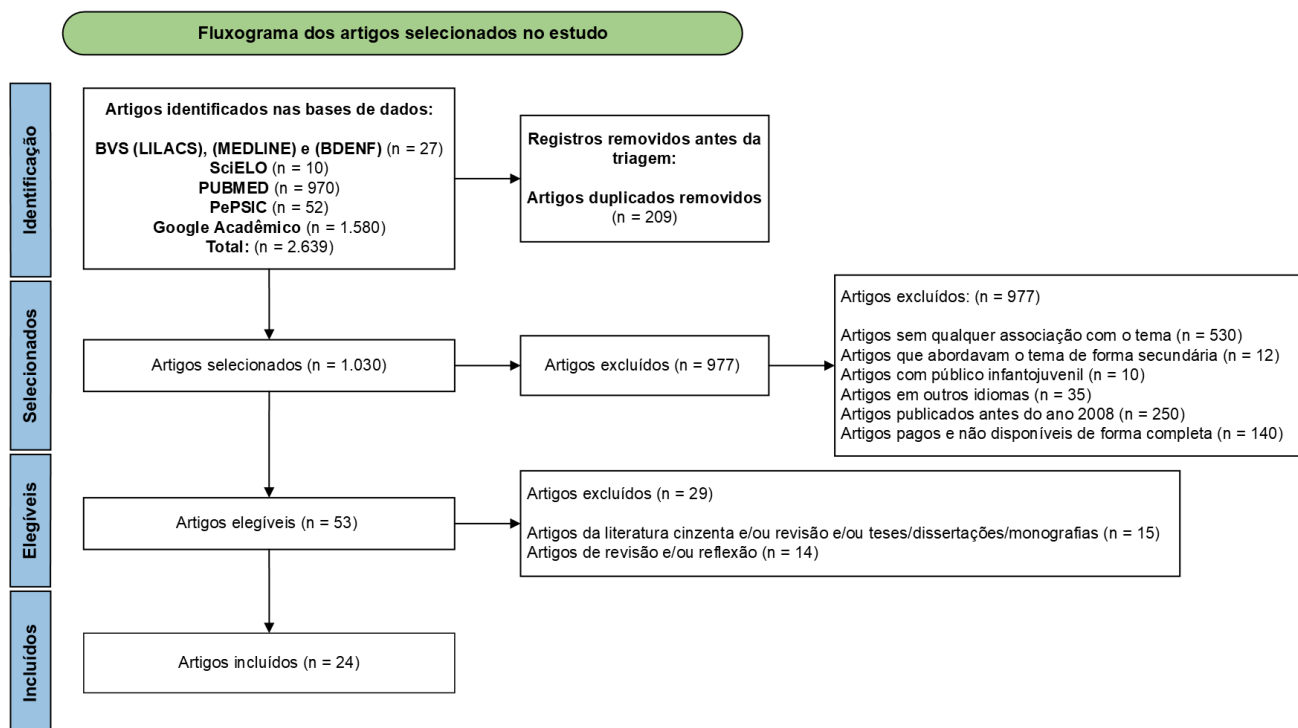 Fluxograma dos artigos selecionados no estudo
Identificação
Artigos identificados nas bases de dados:
BVS (LILACS), (MEDLINE) e (BDENF) (n = 27)
SciELO (n = 10)
PUBMED (n = 970)
PePSIC (n = 52)
Google Acadêmico (n = 1.580)
Total: (n = 2.639)
Registros removidos antes da
triagem:
Artigos duplicados removidos
(n = 209)
Selecionados
Artigos selecionados (n = 1.030)
Artigos excluídos (n = 977)
Artigos excluídos: (n = 977)
Artigos sem qualquer associação com o tema (n = 530)
Artigos que abordavam o tema de forma secundária (n = 12)
Artigos com público infantojuvenil (n = 10)
Artigos em outros idiomas (n = 35)
Artigos publicados antes do ano 2008 (n = 250)
Artigos pagos e não disponíveis de forma completa (n = 140)
Elegíveis
Artigos elegíveis (n = 53)
Artigos excluídos (n = 29)
Artigos da literatura cinzenta e/ou revisão e/ou teses/dissertações/monografias (n = 15)
Artigos de revisão e/ou reflexão (n = 14)
Incluídos
Artigos incluídos (n = 24)